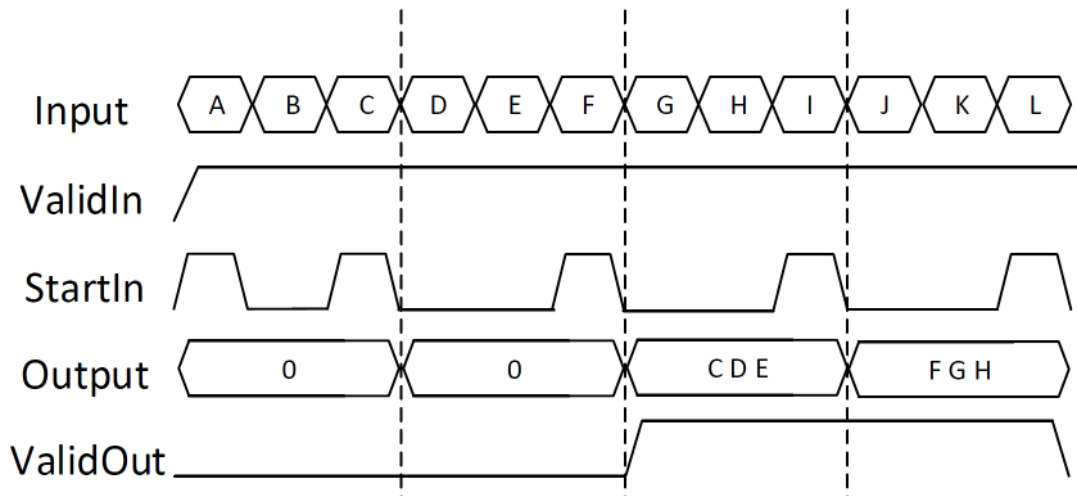 Input A B C D E F G H I J K L
ValidIn
StartIn
Output 0 0 C D E F G H
ValidOut